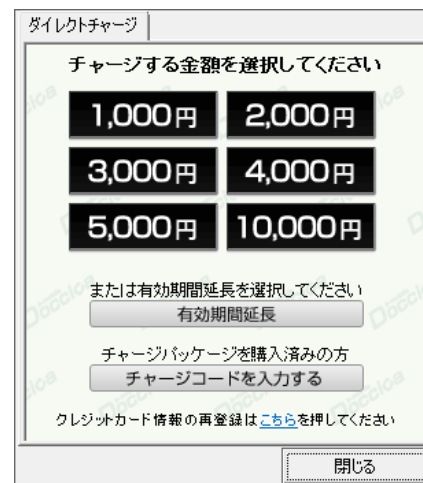 ダイレクトチャージ
チャージする金額を選択してください
1,000円 2,000円
3,000円 4,000円
5,000円 10,000円
または有効期間延長を選択してください
有効期間延長
チャージパッケージを購入済みの方
チャージコードを入力する
クレジットカード情報の再登録はこちらを押してください
閉じる